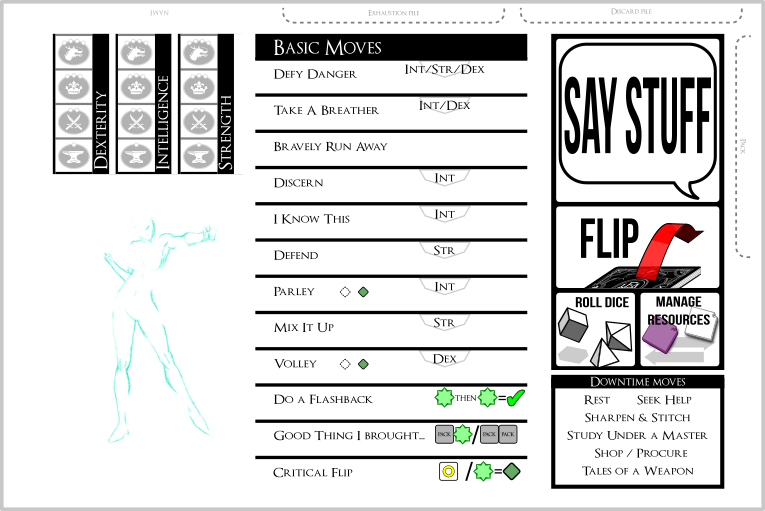 JWVN
Exhaustion pile
Discard pile
Pack
Dexterity
Intelligence
Strength
Basic Moves
Defy Danger Int/Str/Dex
Take A Breather Int/Dex
Bravely Run Away
Discern Int
I Know This Int
Defend Str
Parley Int
Mix It Up Str
Volley Dex
Do a Flashback THEN =
Good Thing I brought... PACK / PACK PACK
Critical Flip / =
SAY STUFF
FLIP
ROLL DICE
MANAGE
RESOURCES
Downtime moves
Rest Seek Help
Sharpen & Stitch
Study Under a Master
Shop / Procure
Tales of a Weapon